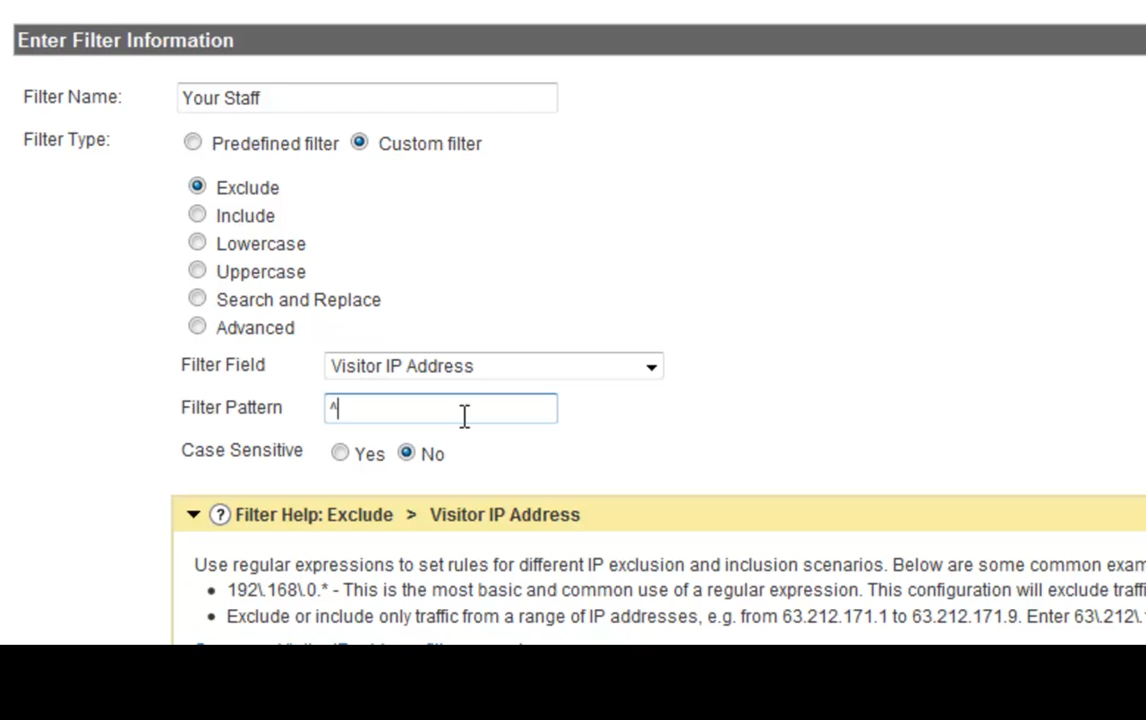 Enter Filter Information
Filter Name: Your Staff
Filter Type: Predefined filter Custom filter
Exclude
Include
Lowercase
Uppercase
Search and Replace
Advanced
Filter Field Visitor IP Address
Filter Pattern ^
Case Sensitive Yes No
? Filter Help: Exclude > Visitor IP Address
Use regular expressions to set rules for different IP exclusion and inclusion scenarios. Below are some common exam
• 192\.168\.0.* - This is the most basic and common use of a regular expression. This configuration will exclude traffi
• Exclude or include only traffic from a range of IP addresses, e.g. from 63.212.171.1 to 63.212.171.9. Enter 63\.212\.